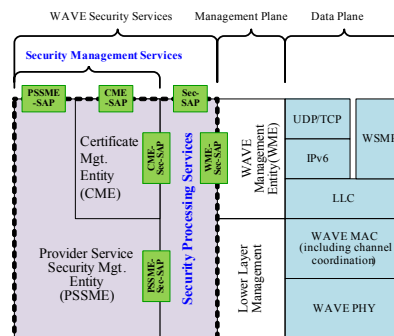 WAVE Security Services
Management Plane
Data Plane
Security Management Services
PSSME
-SAP
CME
-SAP
Sec-
SAP
UDP/TCP
WSMP
Certificate
Mgt.
Entity
(CME)
CME-
Sec-SAP
Security Processing Services
WME-
Sec-SAP
WAVE
Management
Entity(WME)
IPv6
LLC
Provider Service
Security Mgt.
Entity
(PSSME)
PSSME-
Sec-SAP
Lower Layer
Management
WAVE MAC
(including channel
coordination)
WAVE PHY